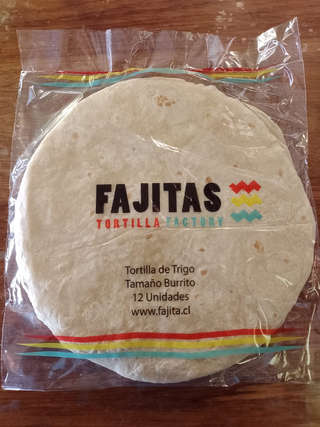 FAJITAS
TORTILLA FACTORY
Tortilla de Trigo
Tamaño Burrito
12 Unidades
www.fajita.cl